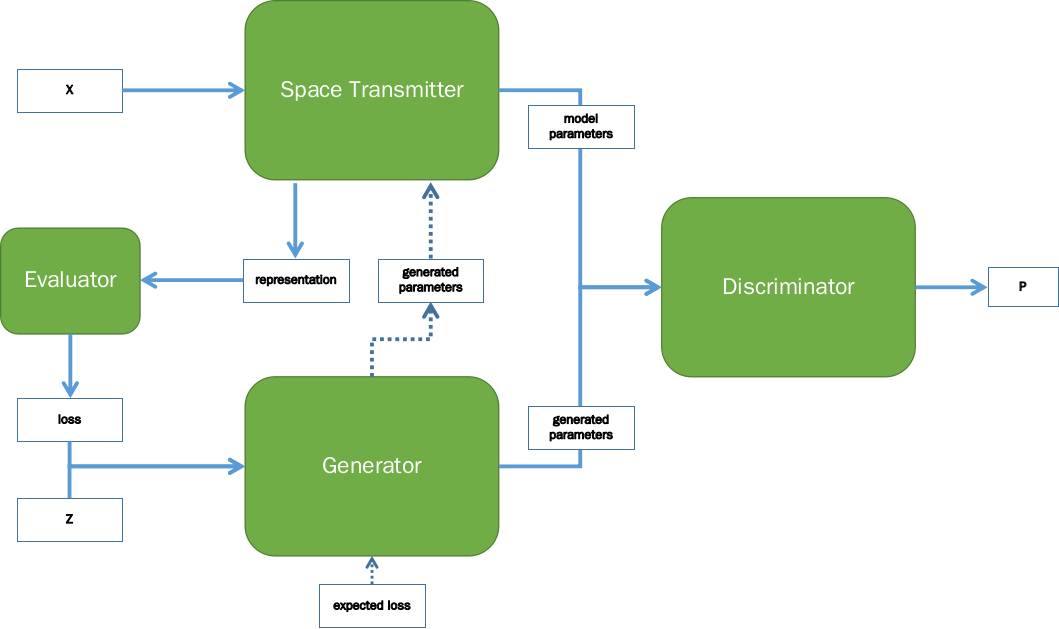 X
Space Transmitter
model
parameters
Evaluator
representation
generated
parameters
Discriminator
P
loss
generated
parameters
Generator
Z
expected loss